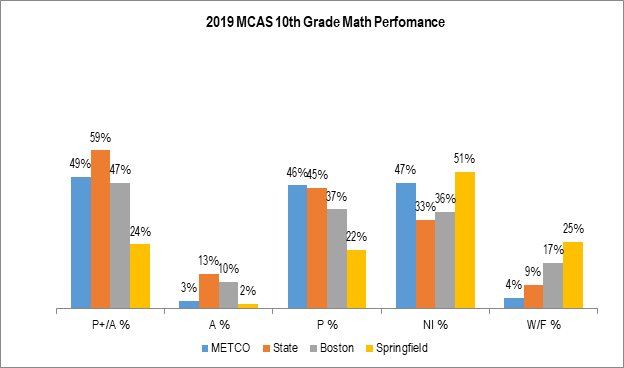 2019 MCAS 10th Grade Math Perfomance
49% 59% 47% 24%
3% 13% 10% 2%
46% 45% 37% 22%
47% 33% 36% 51%
4% 9% 17% 25%
P+/A % A % P % NI % W/F %
METCO State Boston Springfield